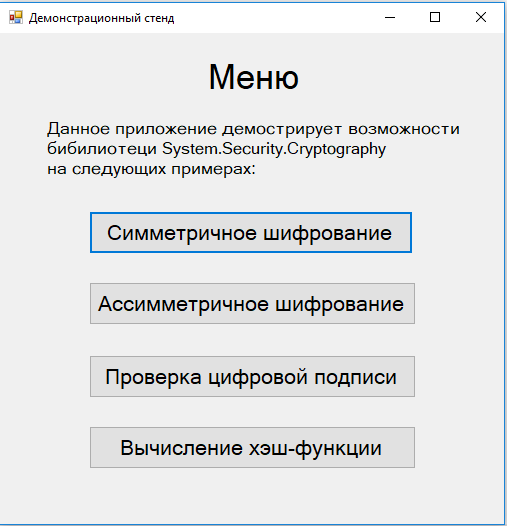 Демонстрационный стенд
Меню
Данное приложение демострирует возможности
бибилиотеци System.Security.Cryptography
на следующих примерах:
Симметричное шифрование
Ассимметричное шифрование
Проверка цифровой подписи
Вычисление хэш-функции